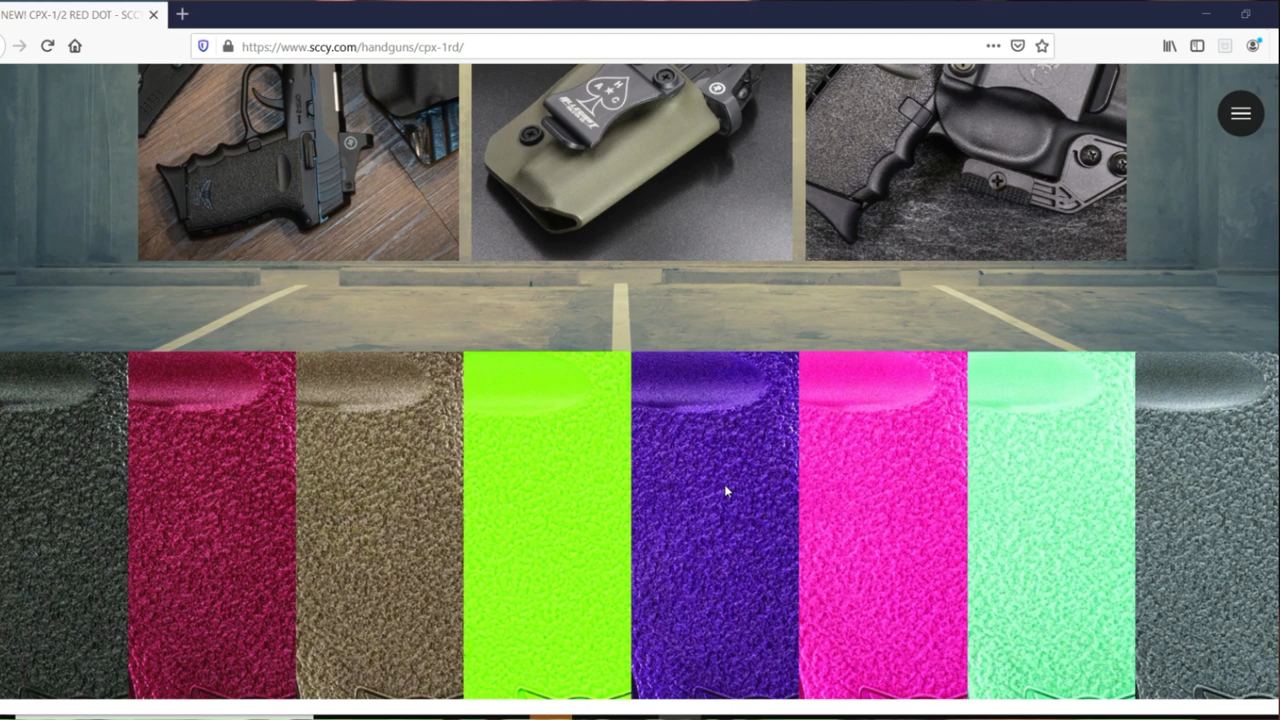 NEW! CPX-1/2 RED DOT - SCC
https://www.sccy.com/handguns/cpx-1rd/
H
A C